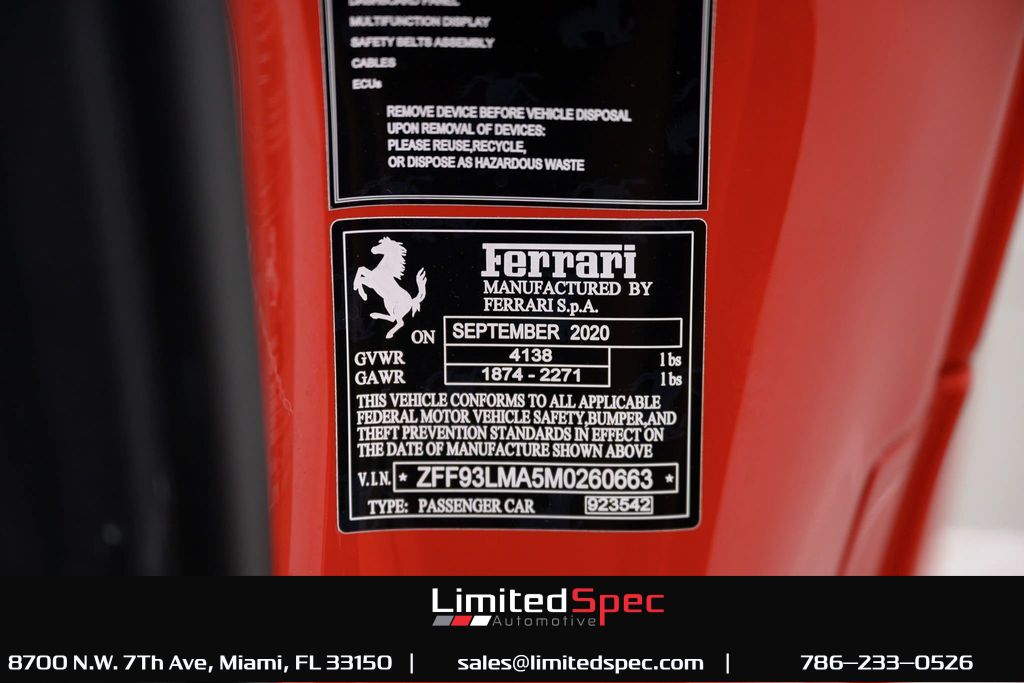 DASHBOARD PANEL
MULTIFUNCTION DISPLAY
SAFETY BELTS ASSEMBLY
CABLES
ECUs
REMOVE DEVICE BEFORE VEHICLE DISPOSAL
UPON REMOVAL OF DEVICES:
PLEASE REUSE,RECYCLE,
OR DISPOSE AS HAZARDOUS WASTE
Ferrari
MANUFACTURED BY
FERRARI S.p.A.
ON SEPTEMBER 2020
GVWR 4138 lbs
GAWR 1874 - 2271 lbs
THIS VEHICLE CONFORMS TO ALL APPLICABLE
FEDERAL MOTOR VEHICLE SAFETY,BUMPER,AND
THEFT PREVENTION STANDARDS IN EFFECT ON
THE DATE OF MANUFACTURE SHOWN ABOVE
V.I.N. * ZFF93LMA5M0260663 *
TYPE: PASSENGER CAR 923542
LimitedSpec
Automotive
8700 N.W. 7Th Ave, Miami, FL 33150 | sales@limitedspec.com | 786-233-0526